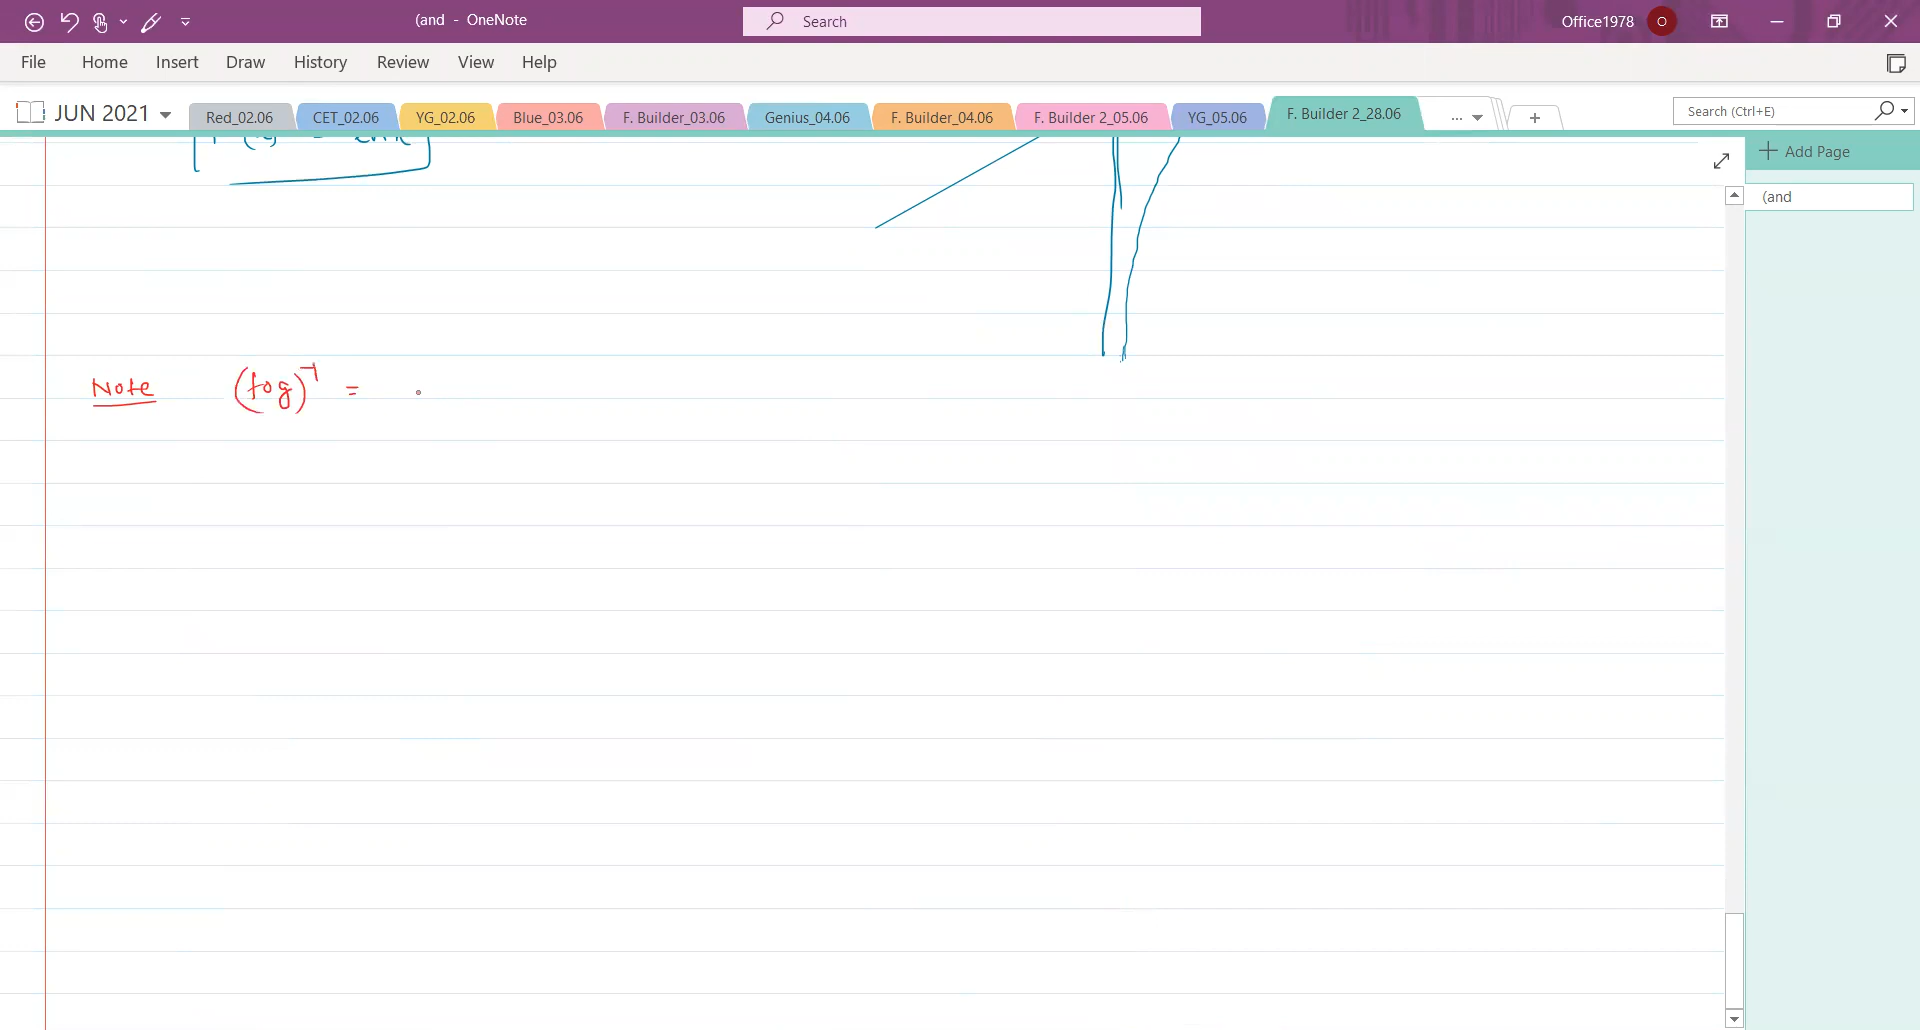 (and - OneNote
Search
Office1978
O
File Home Insert Draw History Review View Help
JUN 2021
Red_02.06 CET_02.06 YG_02.06 Blue_03.06 F. Builder_03.06 Genius_04.06 F. Builder_04.06 F. Builder 2_05.06 YG_05.06 F. Builder 2_28.06 ...
Search (Ctrl+E)
Add Page
(and
Note (fog)⁻¹ =